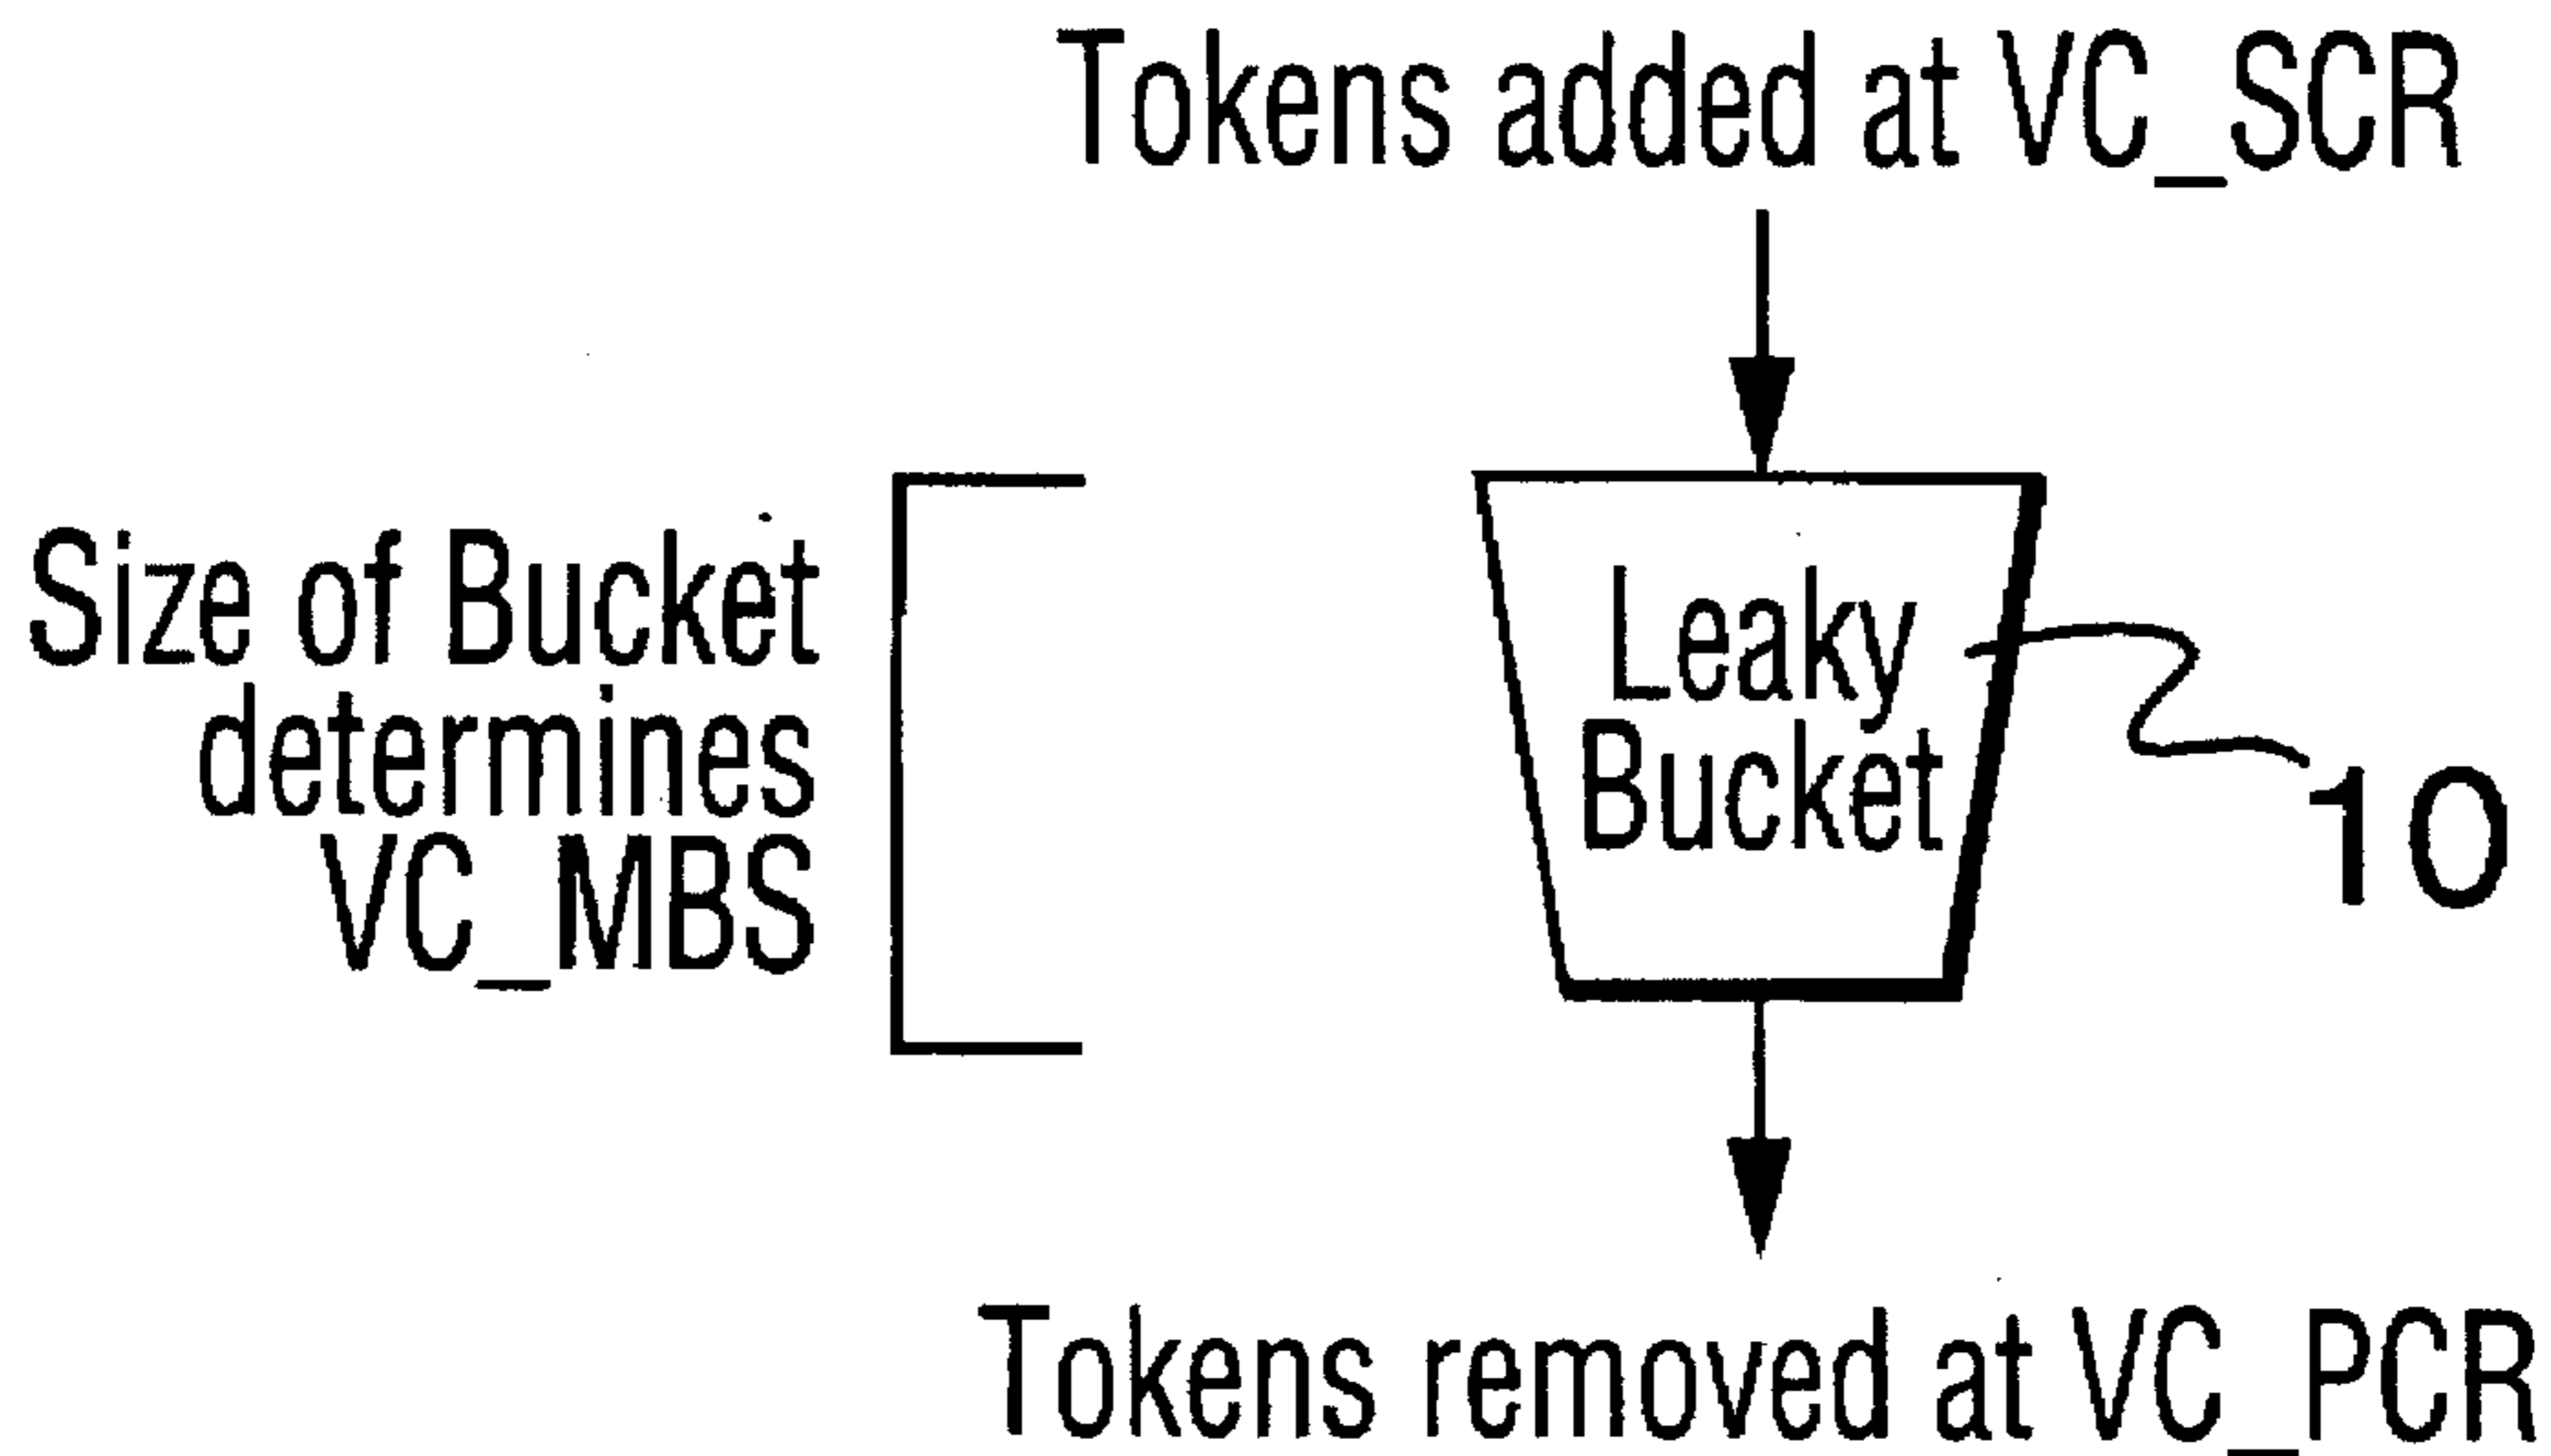 Tokens added at VC_SCR
Size of Bucket
determines
VC_MBS
Leaky
Bucket
10
Tokens removed at VC_PCR